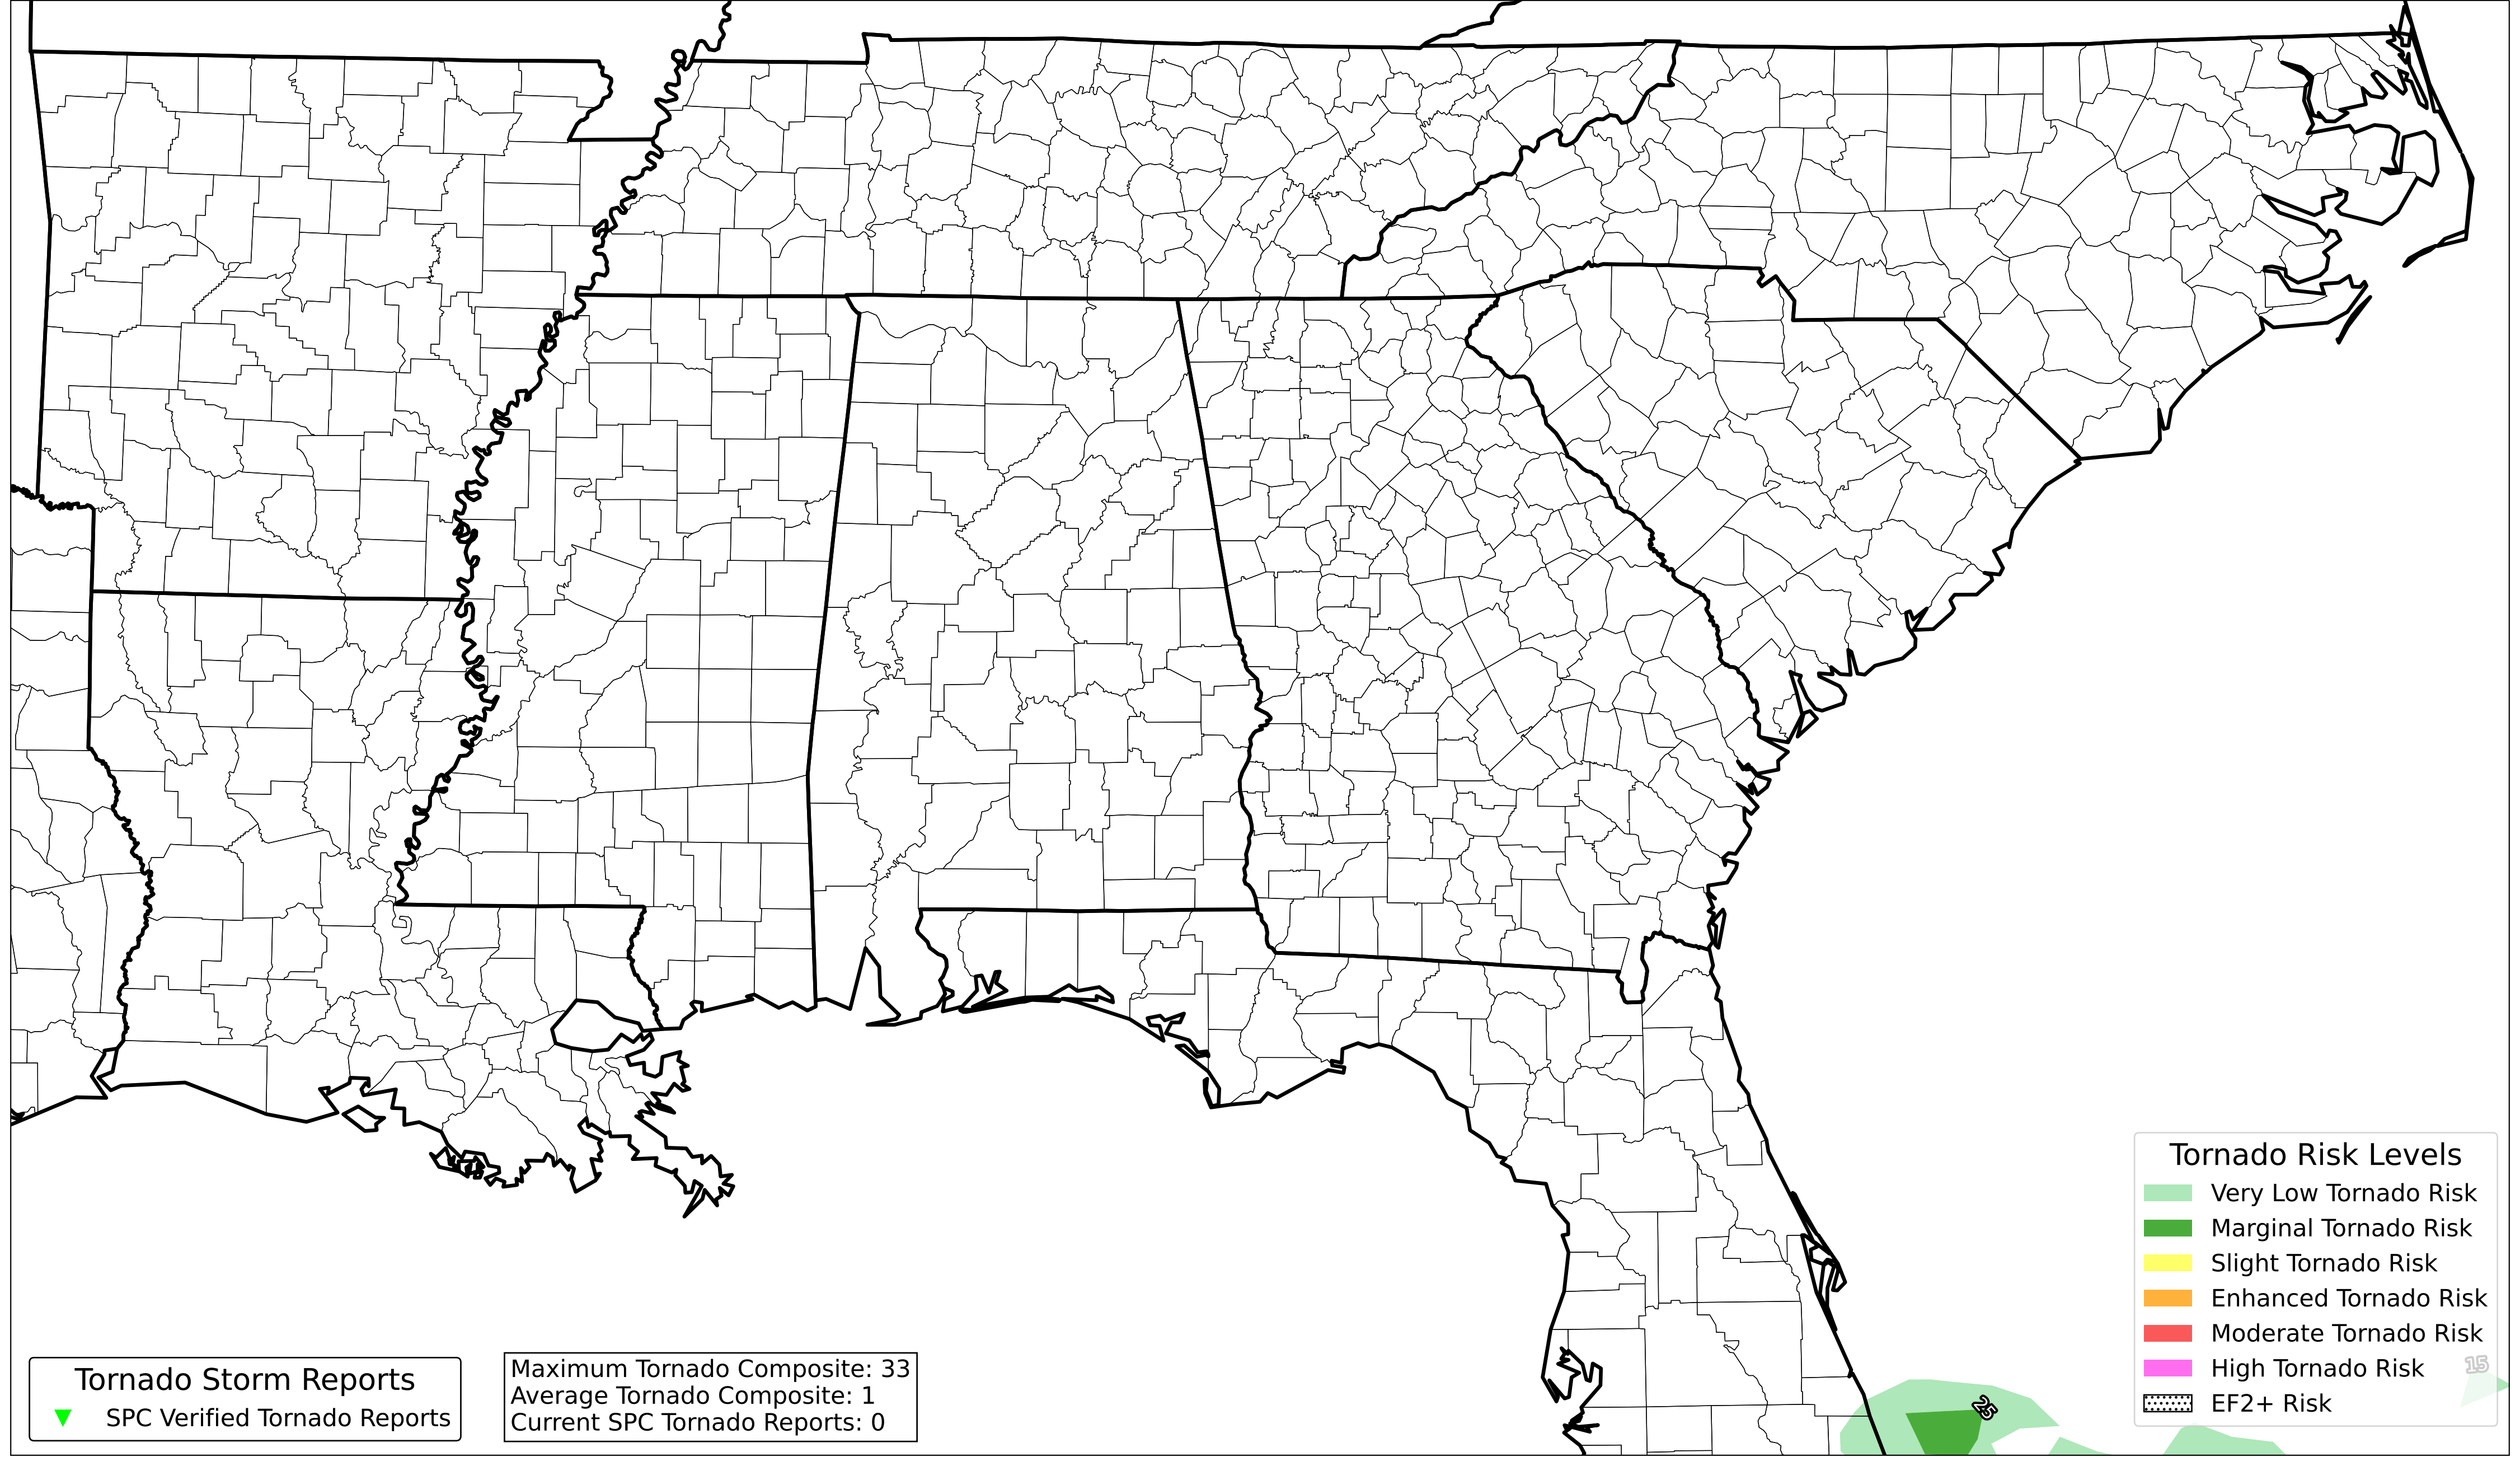 Tornado Risk Levels
Very Low Tornado Risk
Marginal Tornado Risk
Slight Tornado Risk
Enhanced Tornado Risk
Moderate Tornado Risk
High Tornado Risk
EF2+ Risk
15
25
Tornado Storm Reports
SPC Verified Tornado Reports
Maximum Tornado Composite: 33
Average Tornado Composite: 1
Current SPC Tornado Reports: 0